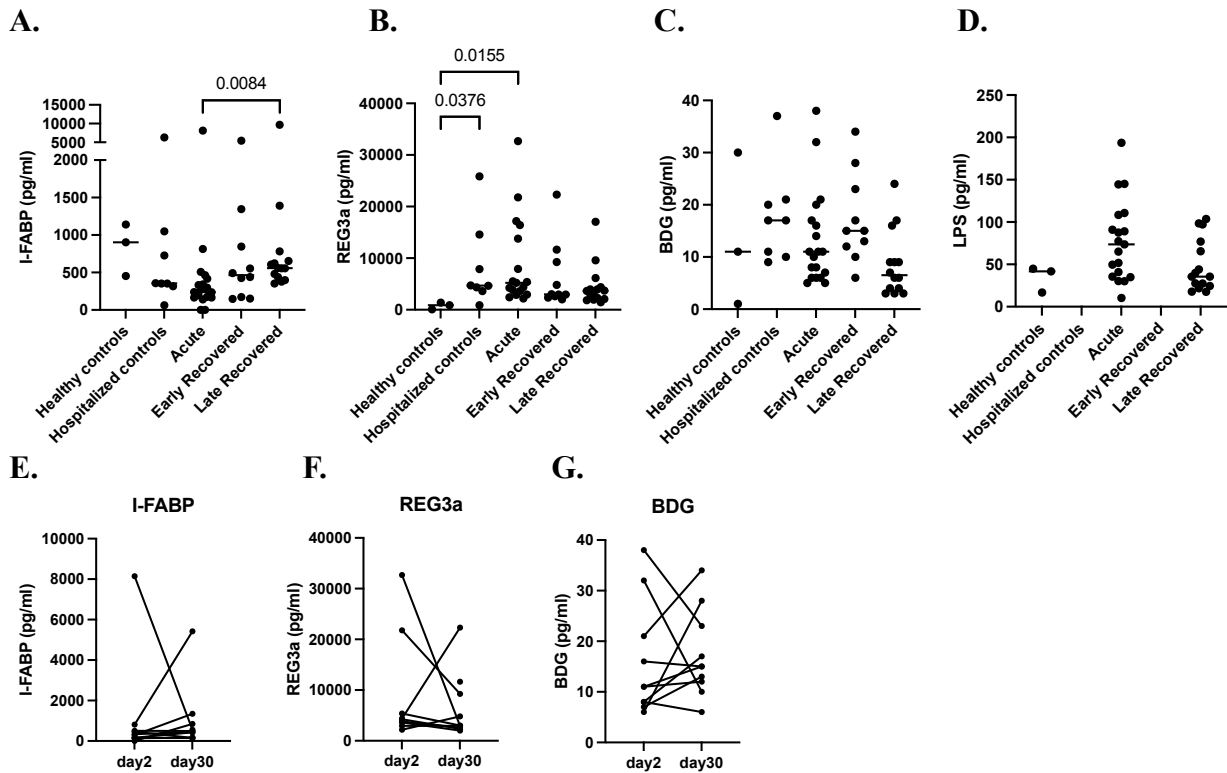 A.
B.
C.
D.
0.0084
15000
10000
5000
2000
1500
1000
500
0
I-FABP (pg/ml)
Healthy controls
Hospitalized controls
Acute
Early Recovered
Late Recovered
0.0155
0.0376
40000
30000
20000
10000
0
REG3a (pg/ml)
Healthy controls
Hospitalized controls
Acute
Early Recovered
Late Recovered
40
30
20
10
0
BDG (pg/ml)
Healthy controls
Hospitalized controls
Acute
Early Recovered
Late Recovered
250
200
150
100
50
0
LPS (pg/ml)
Healthy controls
Hospitalized controls
Acute
Early Recovered
Late Recovered
E.
F.
G.
I-FABP
10000
8000
6000
4000
2000
0
I-FABP (pg/ml)
day2 day30
REG3a
40000
30000
20000
10000
0
REG3a (pg/ml)
day2 day30
BDG
40
30
20
10
0
BDG (pg/ml)
day2 day30